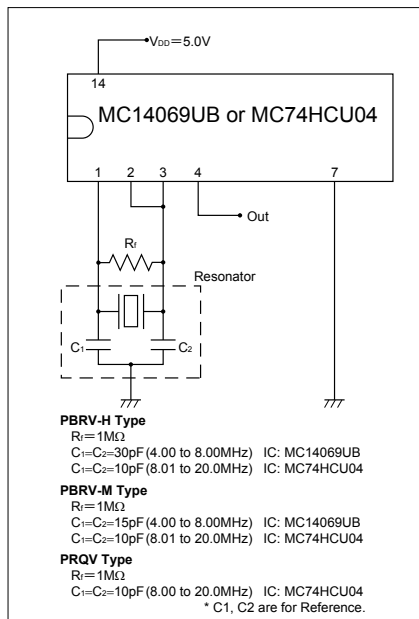 VDD=5.0V
14
MC14069UB or MC74HCU04
1 2 3 4 7
Out
Rf
Resonator
C1 C2
PBRV-H Type
Rf=1MΩ
C1=C2=30pF(4.00 to 8.00MHz) IC: MC14069UB
C1=C2=10pF(8.01 to 20.0MHz) IC: MC74HCU04
PBRV-M Type
Rf=1MΩ
C1=C2=15pF(4.00 to 8.00MHz) IC: MC14069UB
C1=C2=10pF(8.01 to 20.0MHz) IC: MC74HCU04
PRQV Type
Rf=1MΩ
C1=C2=10pF(8.00 to 20.0MHz) IC: MC74HCU04
* C1, C2 are for Reference.